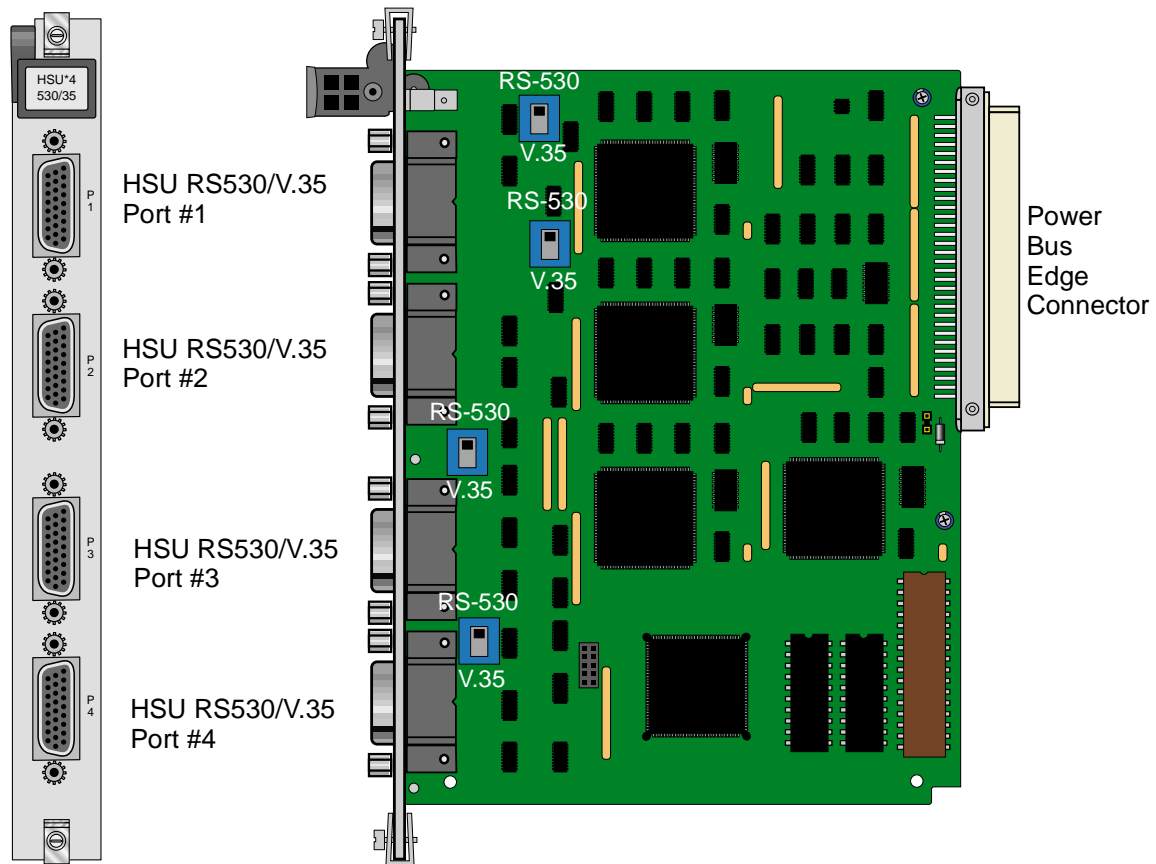 HSU*4
530/35
P
1
P
2
P
3
P
4
HSU RS530/V.35
Port #1
HSU RS530/V.35
Port #2
HSU RS530/V.35
Port #3
HSU RS530/V.35
Port #4
RS-530
V.35
RS-530
V.35
RS-530
V.35
RS-530
V.35
Power
Bus
Edge
Connector